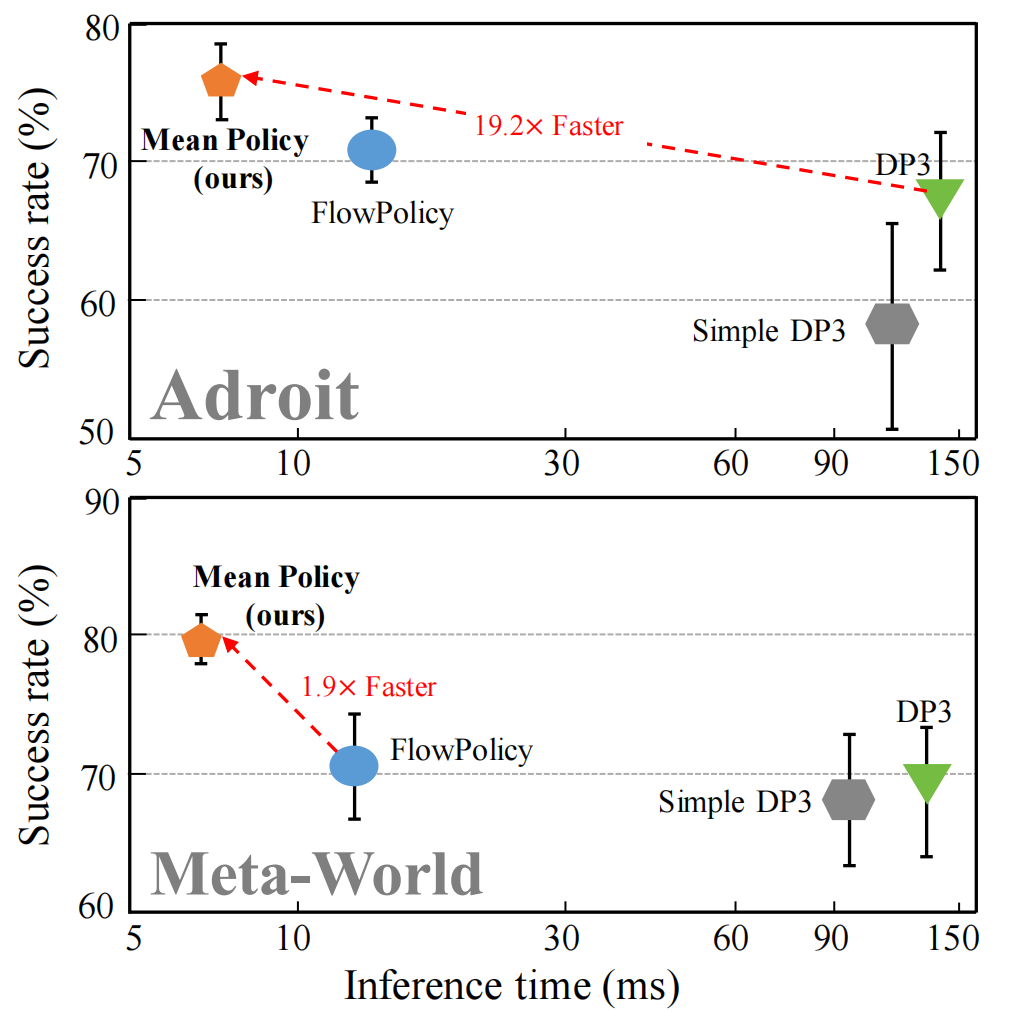 80
70
60
50
Success rate (%)
Mean Policy
(ours)
FlowPolicy
19.2× Faster
DP3
Simple DP3
Adroit
5 10 30 60 90 150
90
80
70
60
Success rate (%)
Mean Policy
(ours)
1.9× Faster
FlowPolicy
DP3
Simple DP3
Meta-World
5 10 30 60 90 150
Inference time (ms)